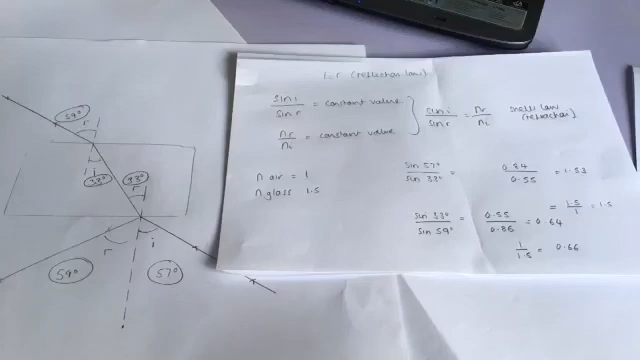 i=r (reflection law)
sin i / sin r = constant value
nr / ni = constant value
sin i / sin r = nr / ni snells law (refraction)
n air = 1
n glass 1.5
sin 57° / sin 33° = 0.84 / 0.55 = 1.53
= 1.5 / 1 = 1.5
sin 33° / sin 59° = 0.55 / 0.86 = 0.64
1 / 1.5 = 0.66
59°
r
i
33°
33°
r
r
i
59°
57°